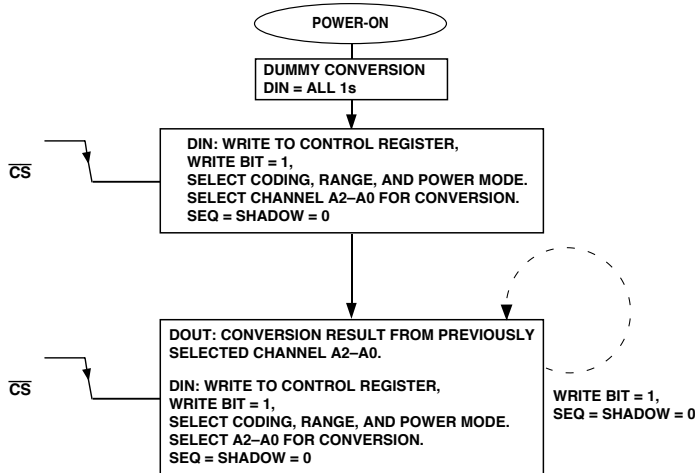 POWER-ON
DUMMY CONVERSION
DIN = ALL 1s
CS
DIN: WRITE TO CONTROL REGISTER,
WRITE BIT = 1,
SELECT CODING, RANGE, AND POWER MODE.
SELECT CHANNEL A2–A0 FOR CONVERSION.
SEQ = SHADOW = 0
CS
DOUT: CONVERSION RESULT FROM PREVIOUSLY
SELECTED CHANNEL A2–A0.
DIN: WRITE TO CONTROL REGISTER,
WRITE BIT = 1,
SELECT CODING, RANGE, AND POWER MODE.
SELECT A2–A0 FOR CONVERSION.
SEQ = SHADOW = 0
WRITE BIT = 1,
SEQ = SHADOW = 0